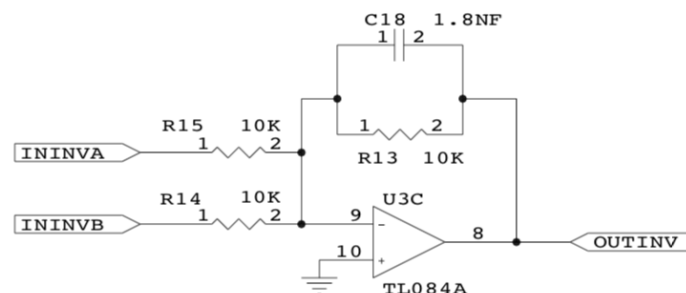 C18 1.8NF
1 2
R15 10K
1 2
1 2
R13 10K
ININVA
R14 10K
1 2
U3C
ININVB
9 -
8
OUTINV
10 +
TL084A